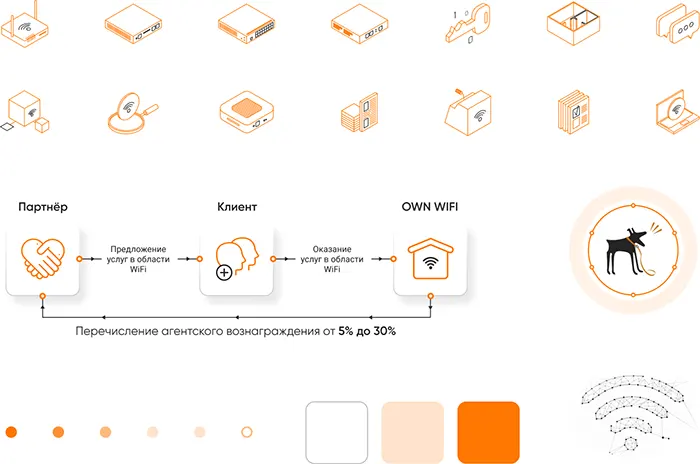 Партнёр
Клиент
OWN WIFI
Предложение
услуг в области
WiFi
Оказание
услуг в области
WiFi
Перечисление агентского вознаграждения от 5% до 30%